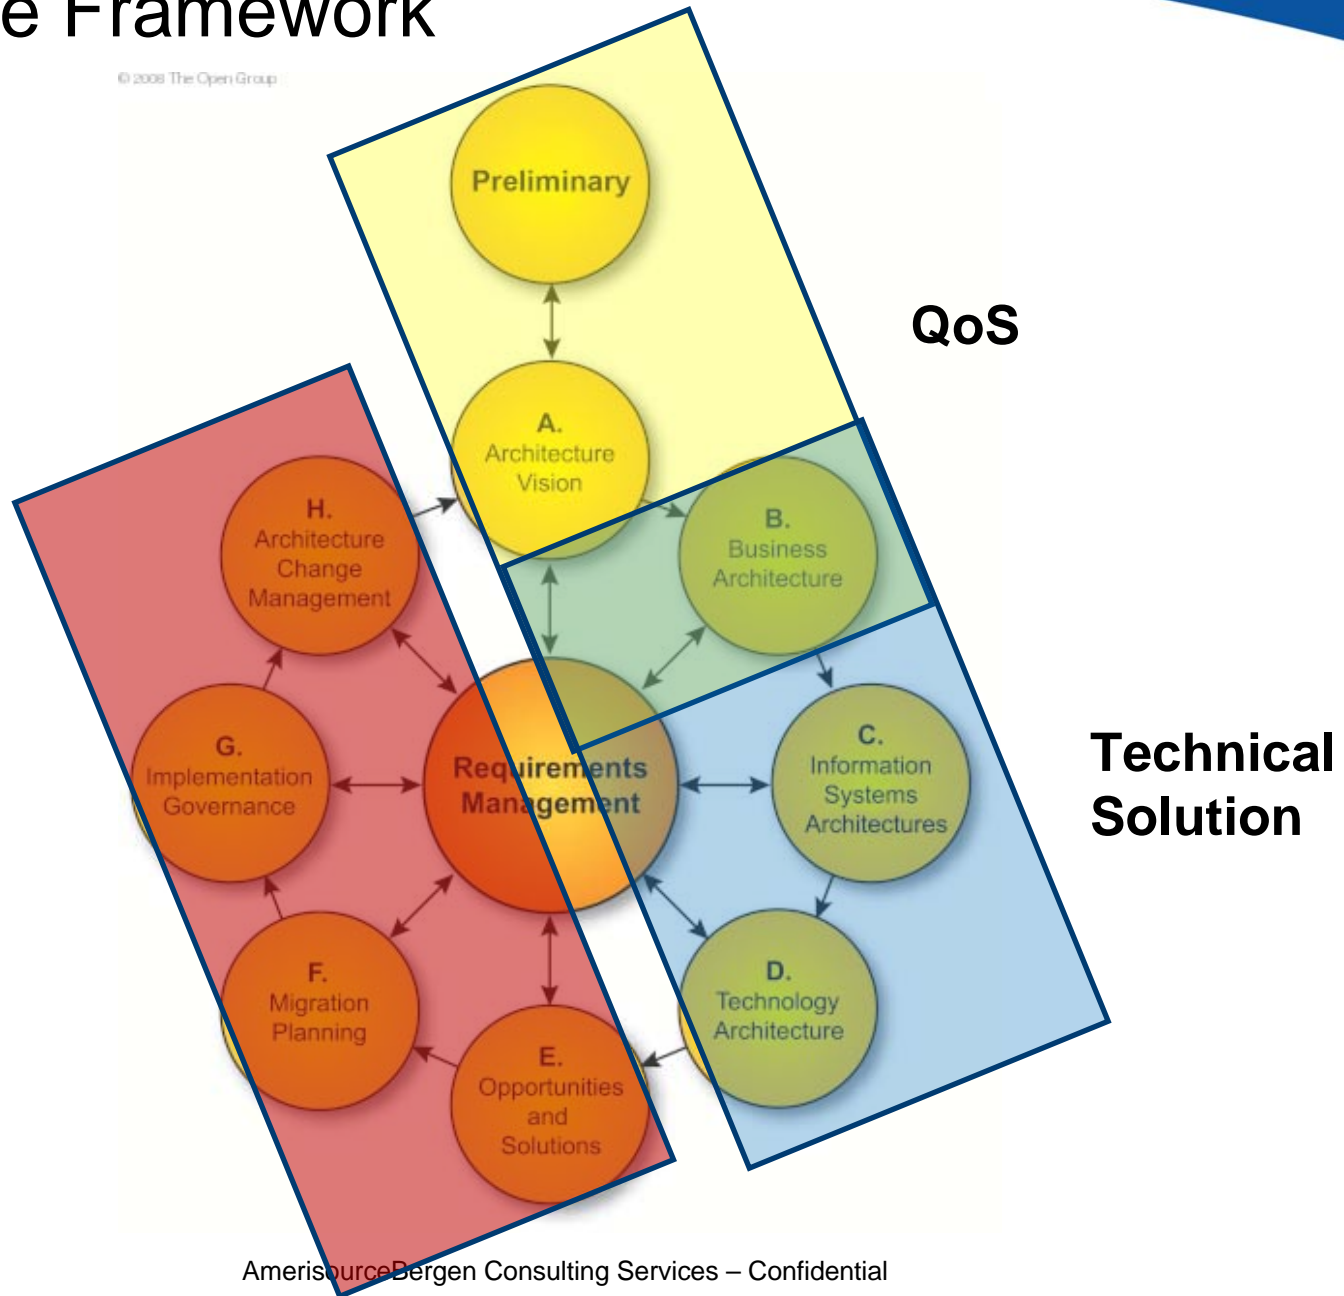 e Framework
© 2008 The Open Group
Preliminary
QoS
A.
Architecture
Vision
H.
Architecture
Change
Management
B.
Business
Architecture
G.
Implementation
Governance
Requirements
Management
C.
Information
Systems
Architectures
Technical
Solution
F.
Migration
Planning
D.
Technology
Architecture
E.
Opportunities
and
Solutions
AmerisourceBergen Consulting Services – Confidential